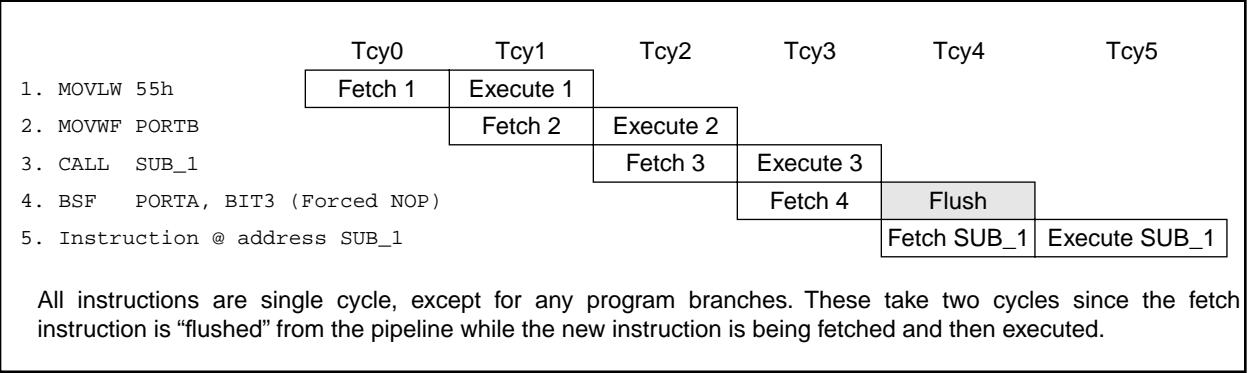 Tcy0 Tcy1 Tcy2 Tcy3 Tcy4 Tcy5
1. MOVLW 55h Fetch 1 Execute 1
2. MOVWF PORTB Fetch 2 Execute 2
3. CALL SUB_1 Fetch 3 Execute 3
4. BSF PORTA, BIT3 (Forced NOP) Fetch 4 Flush
5. Instruction @ address SUB_1 Fetch SUB_1 Execute SUB_1
All instructions are single cycle, except for any program branches. These take two cycles since the fetch
instruction is “flushed” from the pipeline while the new instruction is being fetched and then executed.